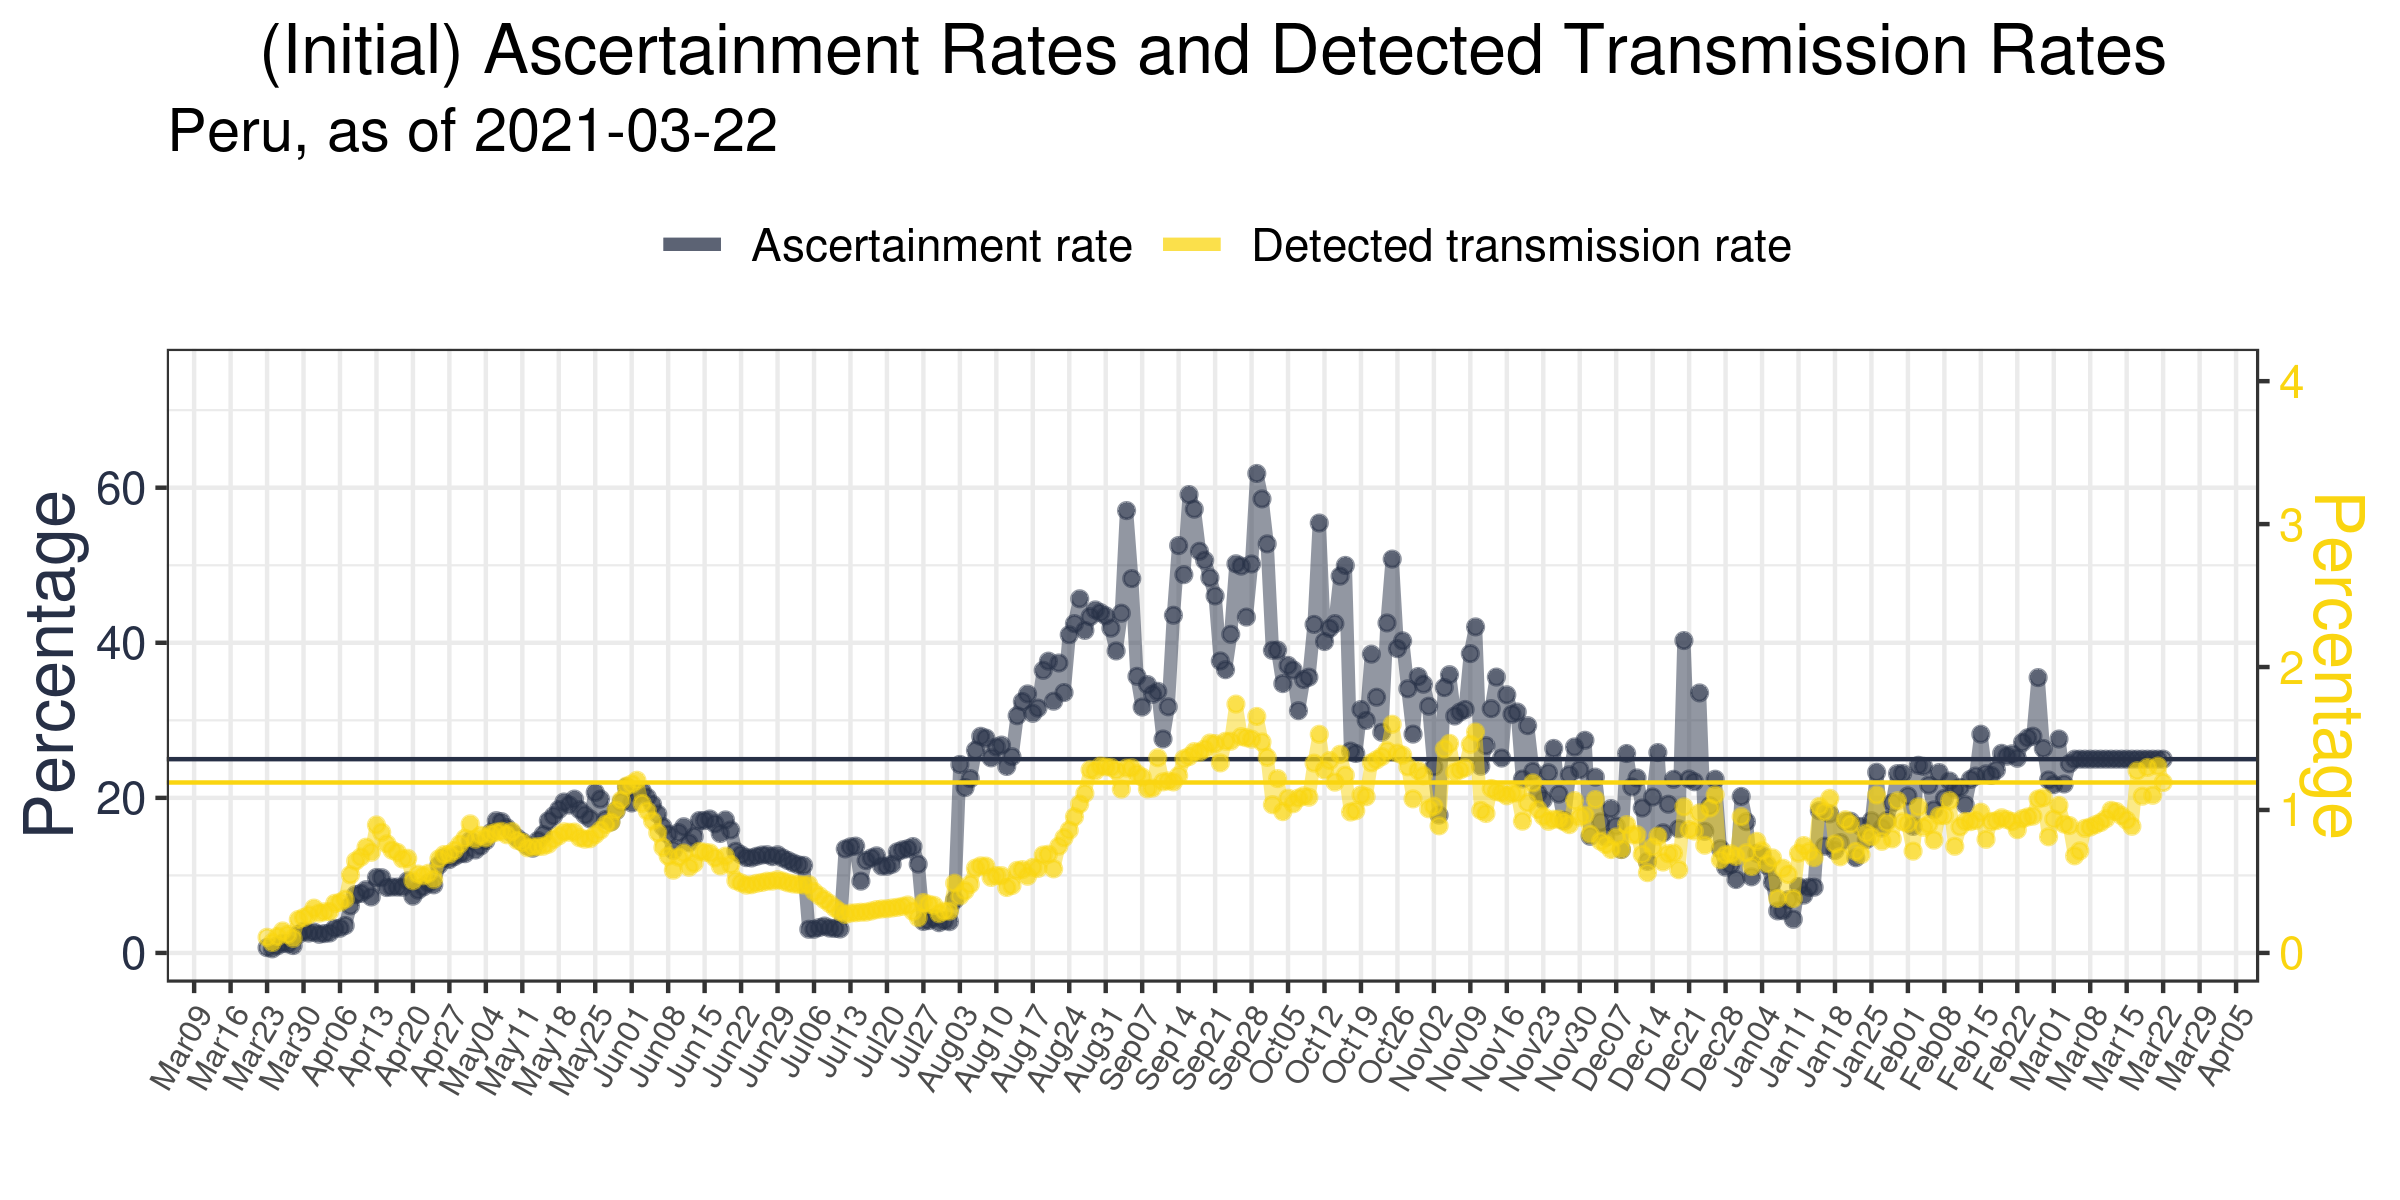 (Initial) Ascertainment Rates and Detected Transmission Rates
Peru, as of 2021-03-22
Ascertainment rate
Detected transmission rate
Percentage
60
40
20
0
4
3
2
1
0
Percentage
Mar09
Mar16
Mar23
Mar30
Apr06
Apr13
Apr20
Apr27
May04
May11
May18
May25
Jun01
Jun08
Jun15
Jun22
Jun29
Jul06
Jul13
Jul20
Jul27
Aug03
Aug10
Aug17
Aug24
Aug31
Sep07
Sep14
Sep21
Sep28
Oct05
Oct12
Oct19
Oct26
Nov02
Nov09
Nov16
Nov23
Nov30
Dec07
Dec14
Dec21
Dec28
Jan04
Jan11
Jan18
Jan25
Feb01
Feb08
Feb15
Feb22
Mar01
Mar08
Mar15
Mar22
Mar29
Apr05